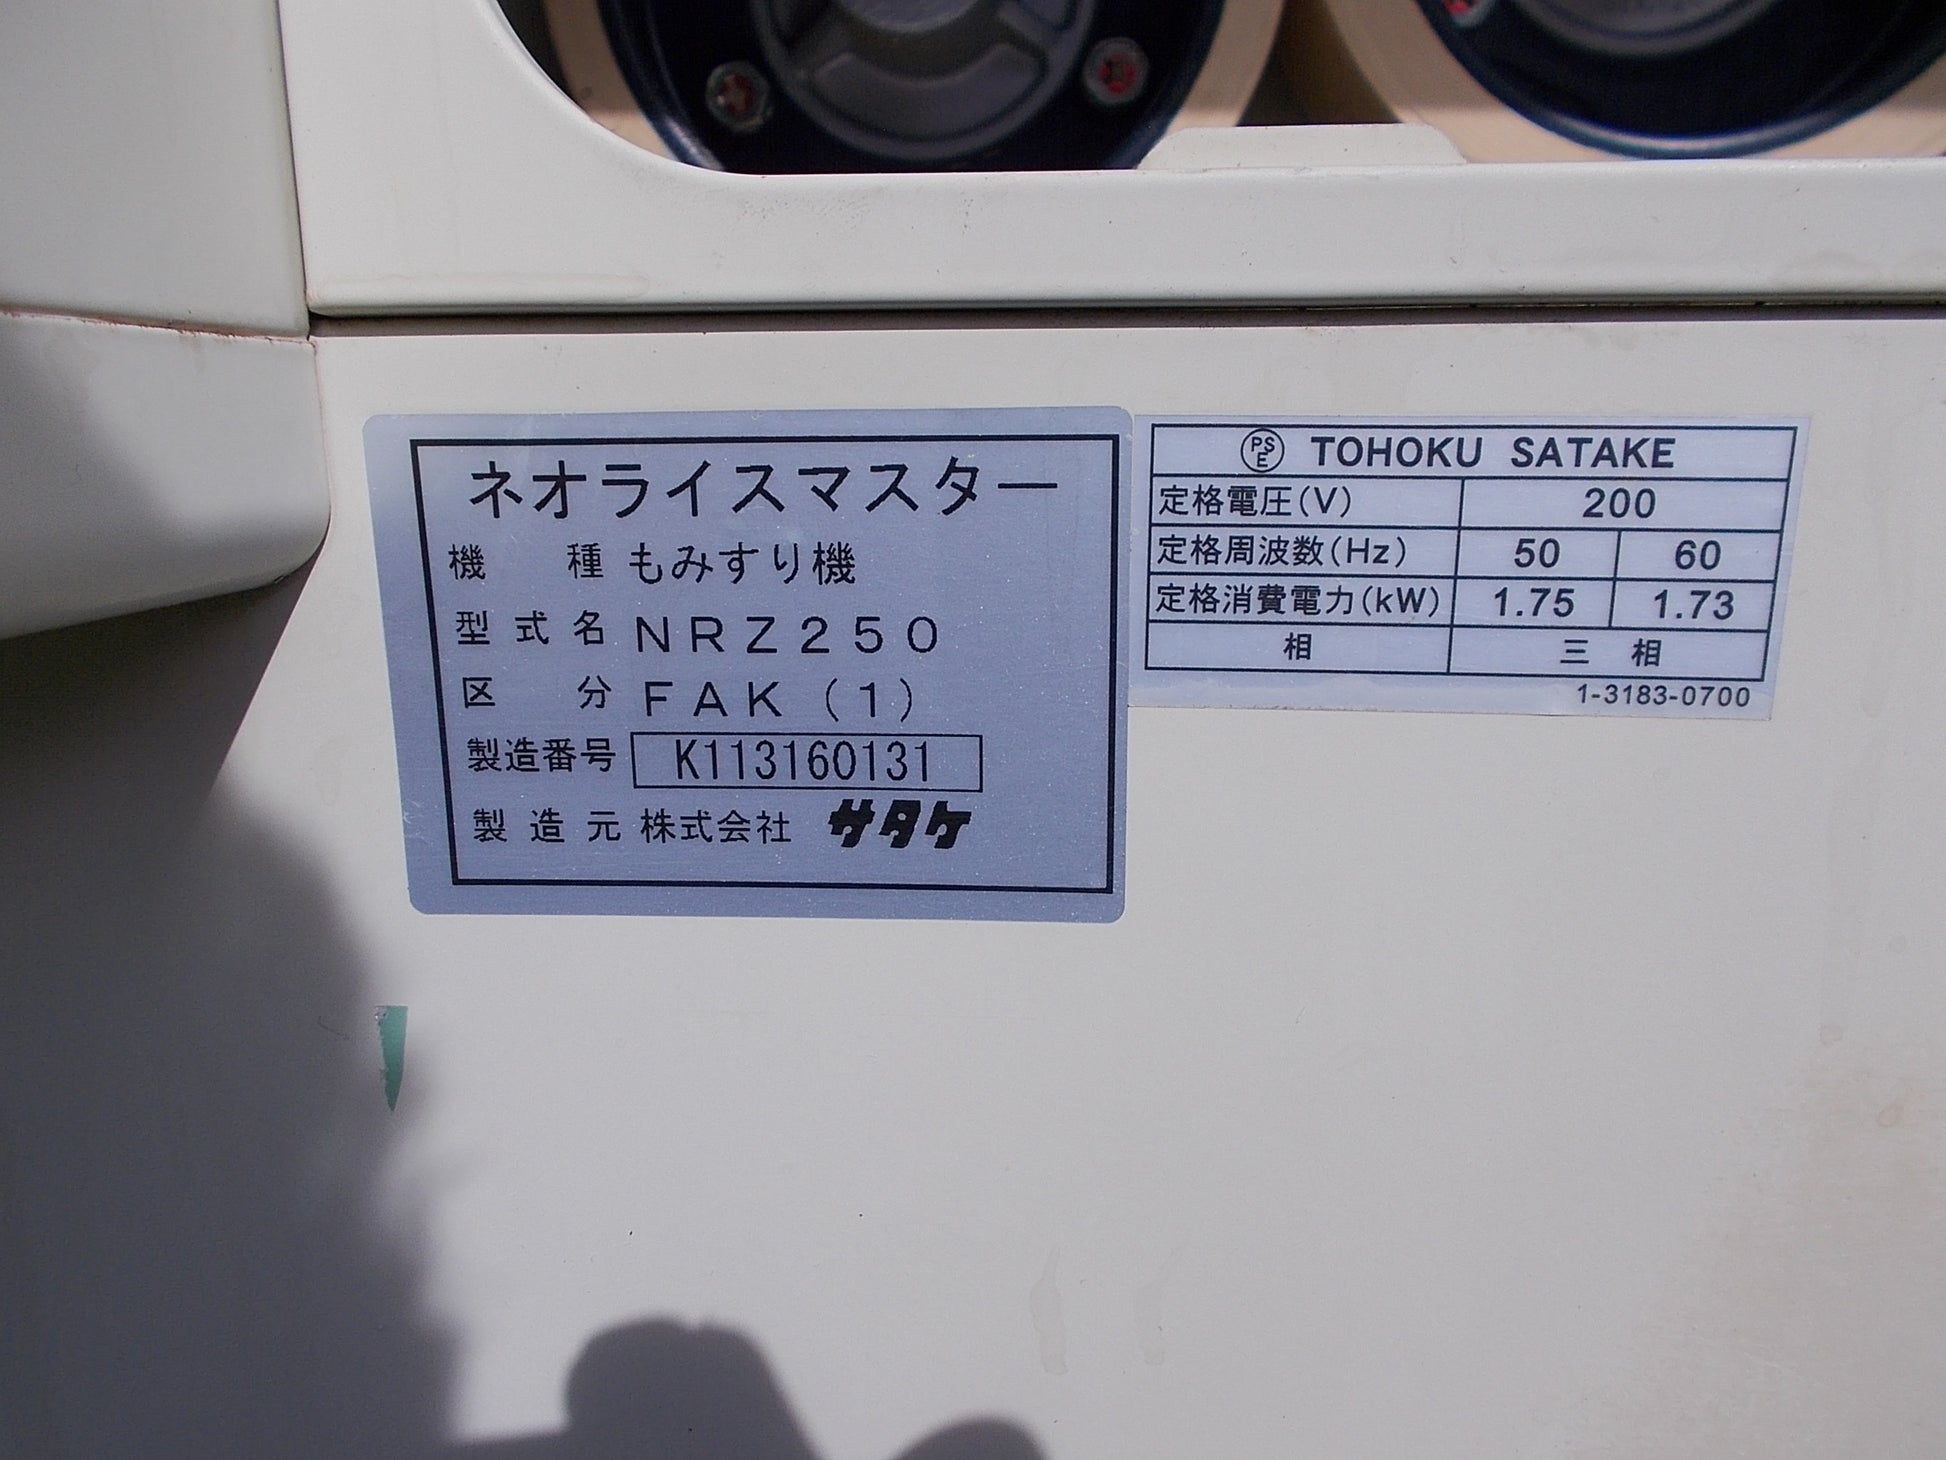 ネオライスマスター
機種 もみすり機
型式名 NRZ250
区分 FAK(1)
製造番号 K113160131
製造元 株式会社 サタケ
PSE TOHOKU SATAKE
定格電圧(V) 200
定格周波数(Hz) 50 60
定格消費電力(kW) 1.75 1.73
相 三相
1-3183-0700